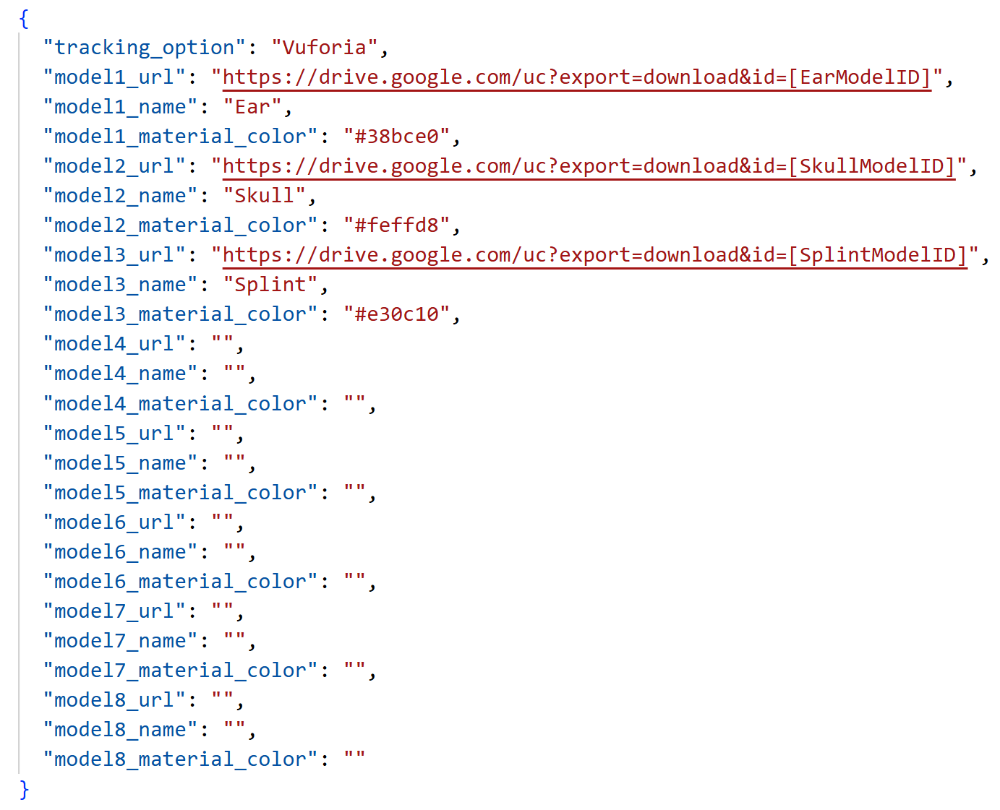 {
"tracking_option": "Vuforia",
"model1_url": "https://drive.google.com/uc?export=download&id=[EarModelID]",
"model1_name": "Ear",
"model1_material_color": "#38bce0",
"model2_url": "https://drive.google.com/uc?export=download&id=[SkullModelID]",
"model2_name": "Skull",
"model2_material_color": "#feffd8",
"model3_url": "https://drive.google.com/uc?export=download&id=[SplintModelID]",
"model3_name": "Splint",
"model3_material_color": "#e30c10",
"model4_url": "",
"model4_name": "",
"model4_material_color": "",
"model5_url": "",
"model5_name": "",
"model5_material_color": "",
"model6_url": "",
"model6_name": "",
"model6_material_color": "",
"model7_url": "",
"model7_name": "",
"model7_material_color": "",
"model8_url": "",
"model8_name": "",
"model8_material_color": ""
}